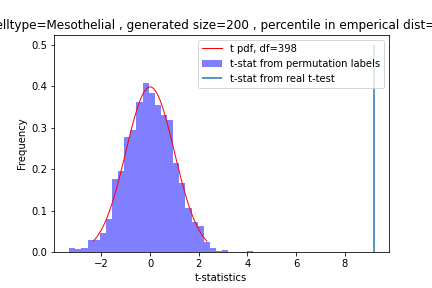 elltype=Mesothelial , generated size=200 , percentile in emperical dist=
0.5
0.4
0.3
0.2
0.1
0.0
Frequency
t pdf, df=398
t-stat from permutation labels
t-stat from real t-test
−2
0
2
4
6
8
t-statistics